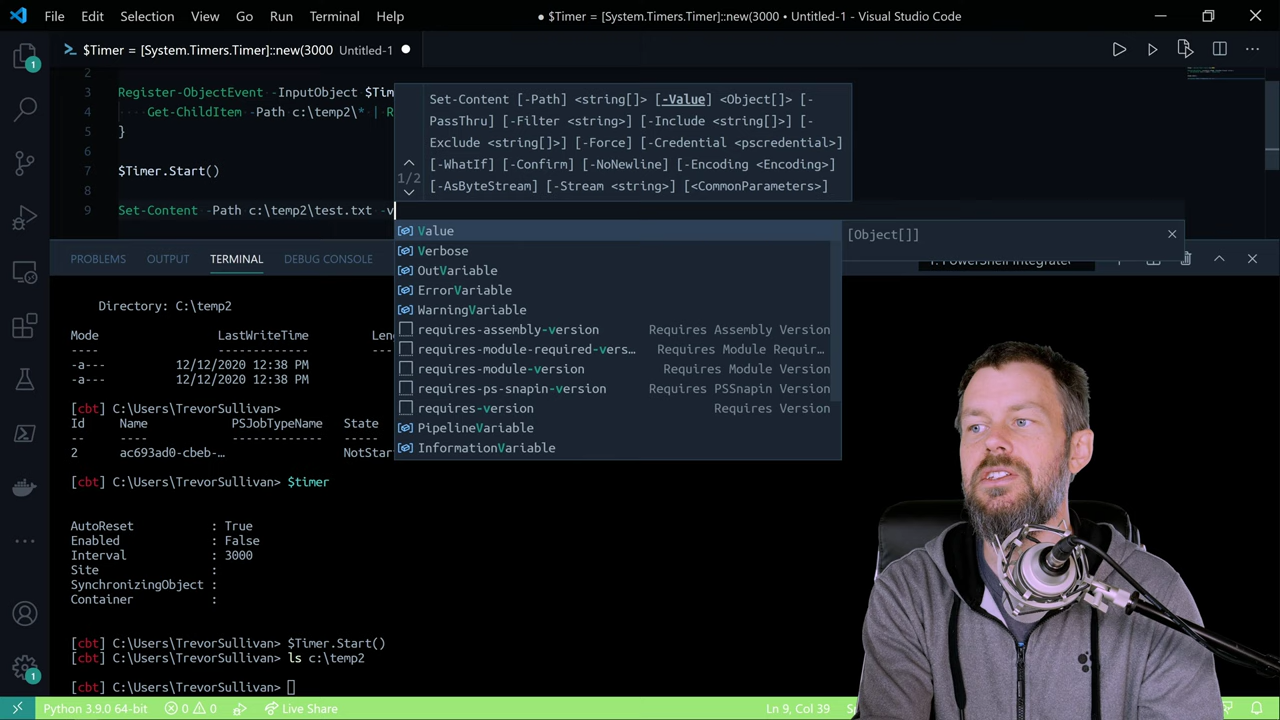 File Edit Selection View Go Run Terminal Help ● $Timer = [System.Timers.Timer]::new(3000 • Untitled-1 - Visual Studio Code
$Timer = [System.Timers.Timer]::new(3000 Untitled-1
2
3 Register-ObjectEvent -InputObject $Tim
4 Get-ChildItem -Path c:\temp2\* | R
5 }
6
7 $Timer.Start()
8
9 Set-Content -Path c:\temp2\test.txt -v
Set-Content [-Path] <string[]> [-Value] <Object[]> [-
PassThru] [-Filter <string>] [-Include <string[]>] [-
Exclude <string[]>] [-Force] [-Credential <pscredential>]
1/2
[-WhatIf] [-Confirm] [-NoNewline] [-Encoding <Encoding>]
[-AsByteStream] [-Stream <string>] [<CommonParameters>]
Value
[Object[]]
Verbose
OutVariable
ErrorVariable
WarningVariable
requires-assembly-version Requires Assembly Version
requires-module-required-vers… Requires Module Requir…
requires-module-version Requires Module Version
requires-ps-snapin-version Requires PSSnapin Version
requires-version Requires Version
PipelineVariable
InformationVariable
PROBLEMS OUTPUT TERMINAL DEBUG CONSOLE
1: PowerShell Integrated
Directory: C:\temp2
Mode LastWriteTime Len
---- ------------- ---
-a--- 12/12/2020 12:38 PM
-a--- 12/12/2020 12:38 PM
[cbt] C:\Users\TrevorSullivan>
Id Name PSJobTypeName State
-- ---- ------------- -----
2 ac693ad0-cbeb-… NotStar
[cbt] C:\Users\TrevorSullivan> $timer
AutoReset : True
Enabled : False
Interval : 3000
Site :
SynchronizingObject :
Container :
[cbt] C:\Users\TrevorSullivan> $Timer.Start()
[cbt] C:\Users\TrevorSullivan> ls c:\temp2
[cbt] C:\Users\TrevorSullivan>
1
1
Python 3.9.0 64-bit 0 0 Live Share Ln 9, Col 39